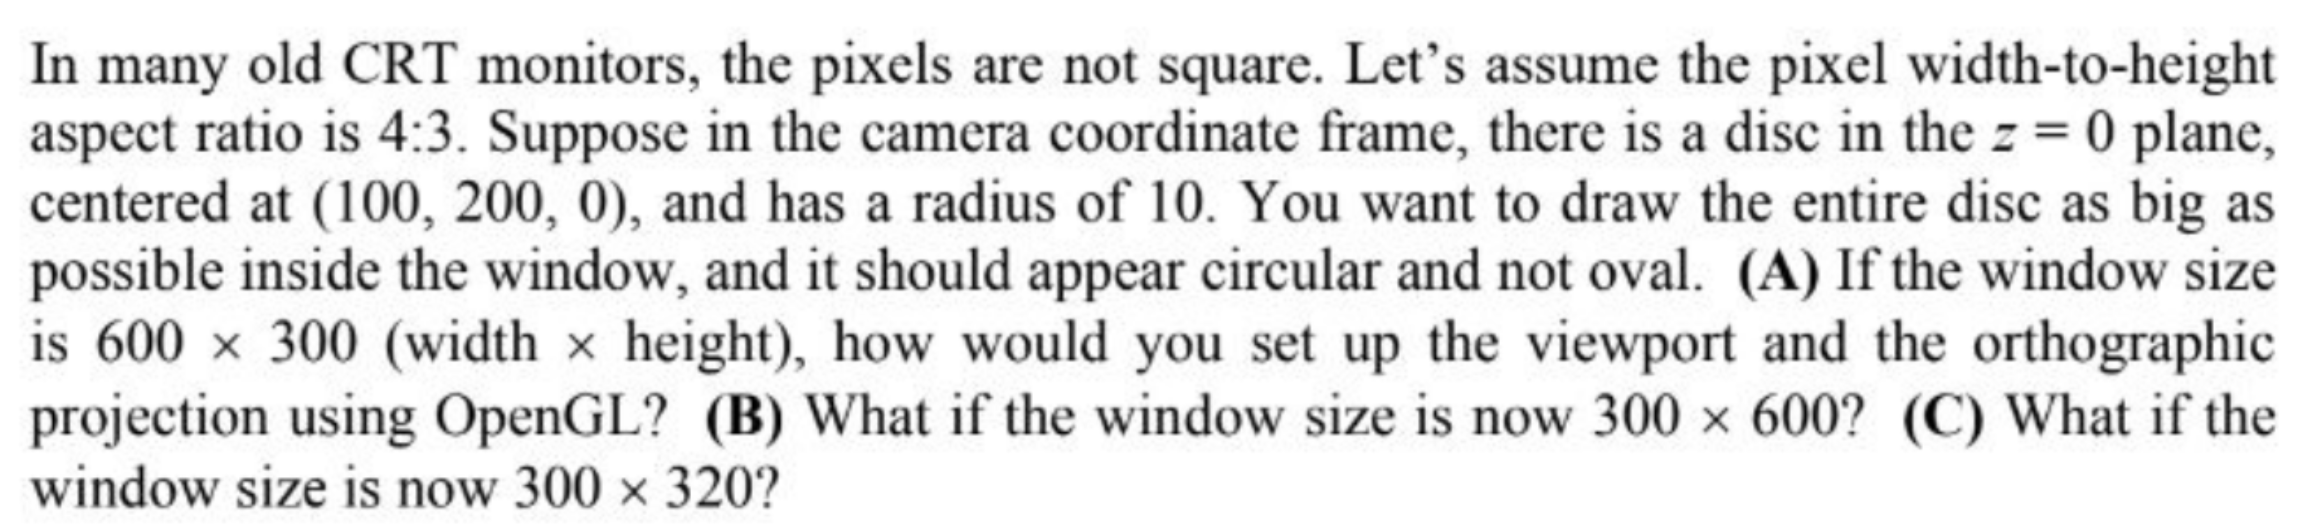 In many old CRT monitors, the pixels are not square. Let's assume the pixel width-to-height
aspect ratio is 4:3. Suppose in the camera coordinate frame, there is a disc in the z = 0 plane,
centered at (100, 200, 0), and has a radius of 10. You want to draw the entire disc as big as
possible inside the window, and it should appear circular and not oval. (A) If the window size
is 600 × 300 (width × height), how would you set up the viewport and the orthographic
projection using OpenGL? (B) What if the window size is now 300 × 600? (C) What if the
window size is now 300 × 320?